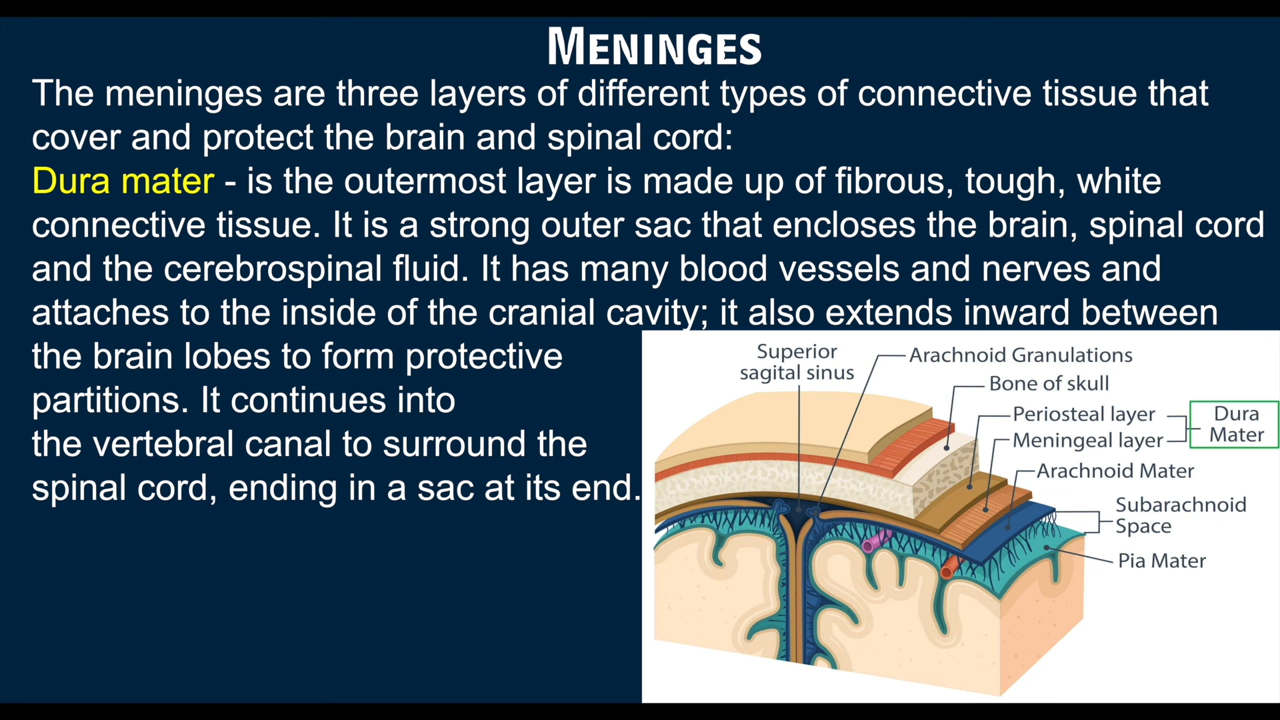 MENINGES
The meninges are three layers of different types of connective tissue that
cover and protect the brain and spinal cord:
Dura mater - is the outermost layer is made up of fibrous, tough, white
connective tissue. It is a strong outer sac that encloses the brain, spinal cord
and the cerebrospinal fluid. It has many blood vessels and nerves and
attaches to the inside of the cranial cavity; it also extends inward between
the brain lobes to form protective
partitions. It continues into
the vertebral canal to surround the
spinal cord, ending in a sac at its end.
Superior
sagital sinus
Arachnoid Granulations
Bone of skull
Periosteal layer
Meningeal layer
Dura
Mater
Arachnoid Mater
Subarachnoid
Space
Pia Mater